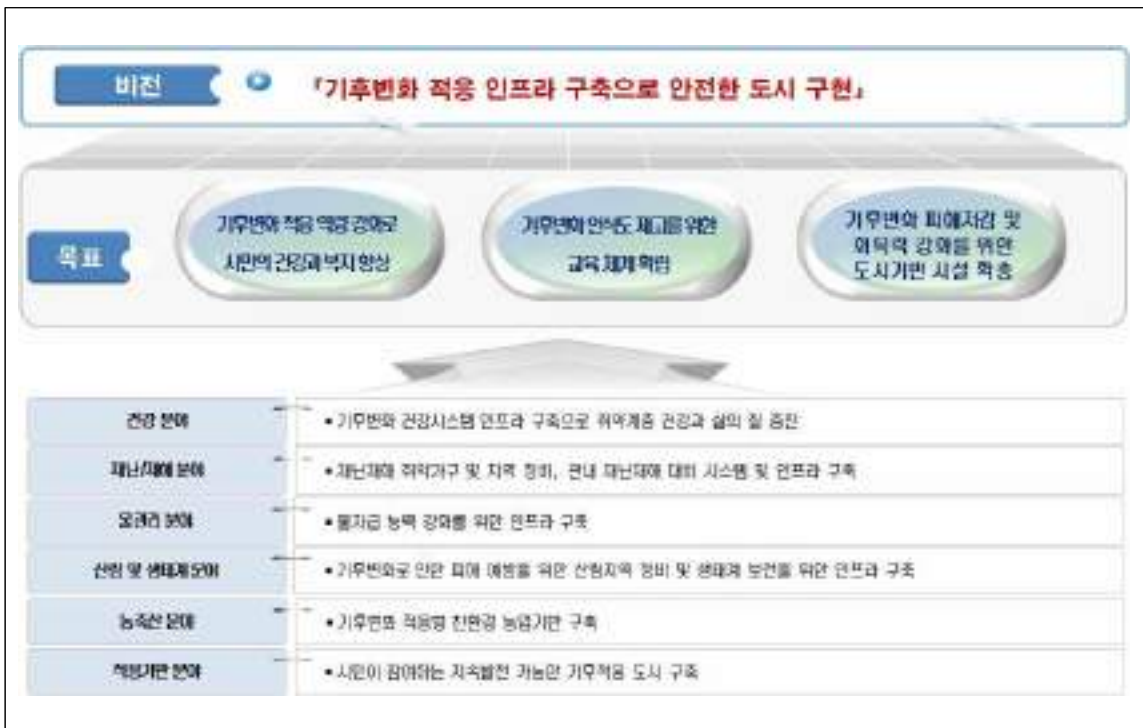 비전
『기후변화 적응 인프라 구축으로 안전한 도시 구현』
목표
기후변화 적응 역량 강화로
시민의 건강과 복지 향상
기후변화 인식도 제고를 위한
교육 체계 확립
기후변화 피해저감 및
회복력 강화를 위한
도시기반 시설 확충
건강 분야
• 기후변화 건강시스템 인프라 구축으로 취약계층 건강과 삶의 질 증진
재난/재해 분야
• 재난재해 취약가구 및 지역 정비, 관내 재난재해 대비 시스템 및 인프라 구축
물관리 분야
• 물자급 능력 강화를 위한 인프라 구축
산림 및 생태계 분야
• 기후변화로 인한 피해 예방을 위한 산림지역 정비 및 생태계 보전을 위한 인프라 구축
농축산 분야
• 기후변화 적응형 친환경 농업기반 구축
적응기반 분야
• 시민이 참여하는 지속발전 가능한 기후적응 도시 구축